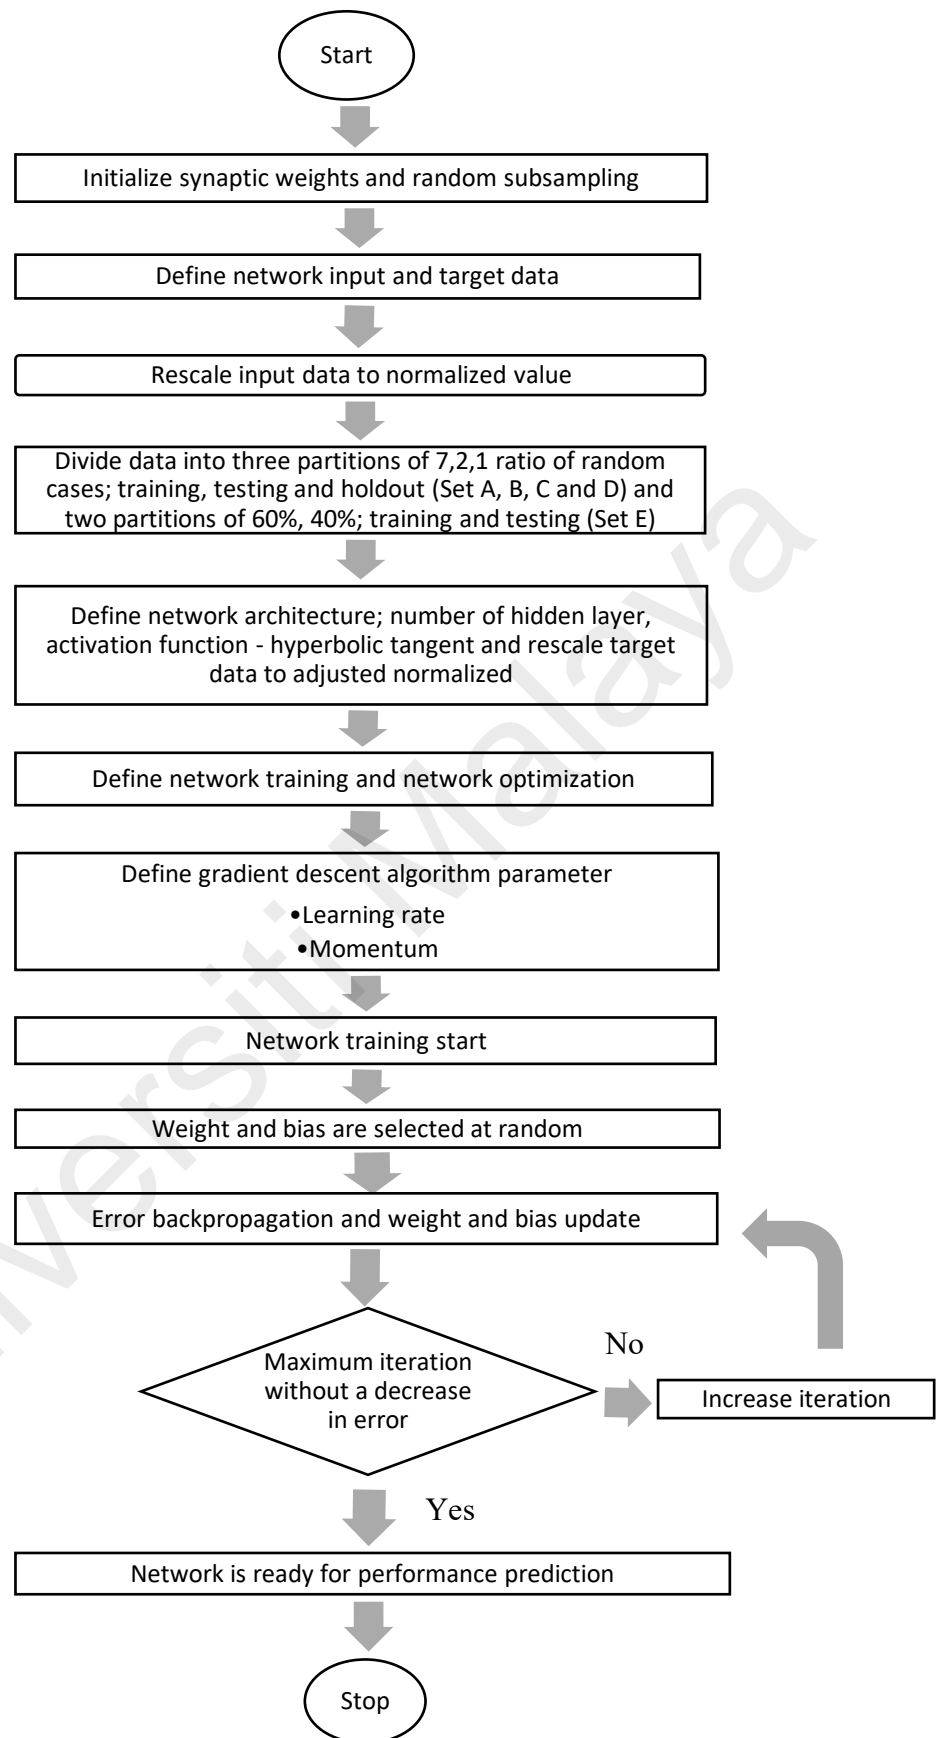 Start
Initialize synaptic weights and random subsampling
Define network input and target data
Rescale input data to normalized value
Divide data into three partitions of 7,2,1 ratio of random
cases; training, testing and holdout (Set A, B, C and D) and
two partitions of 60%, 40%; training and testing (Set E)
Define network architecture; number of hidden layer,
activation function - hyperbolic tangent and rescale target
data to adjusted normalized
Define network training and network optimization
Define gradient descent algorithm parameter
•Learning rate
•Momentum
Network training start
Weight and bias are selected at random
Error backpropagation and weight and bias update
Maximum iteration
without a decrease
in error
No
Increase iteration
Yes
Network is ready for performance prediction
Stop
iversiti Malaya